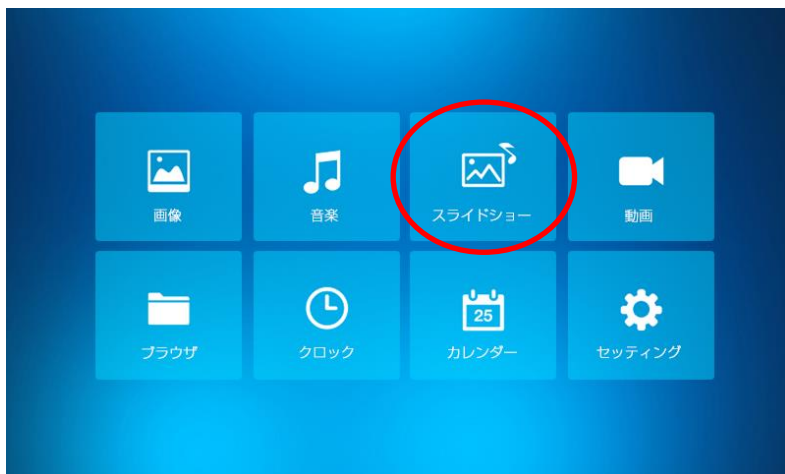 画像
音楽
スライドショー
動画
ブラウザ
クロック
25
カレンダー
セッティング